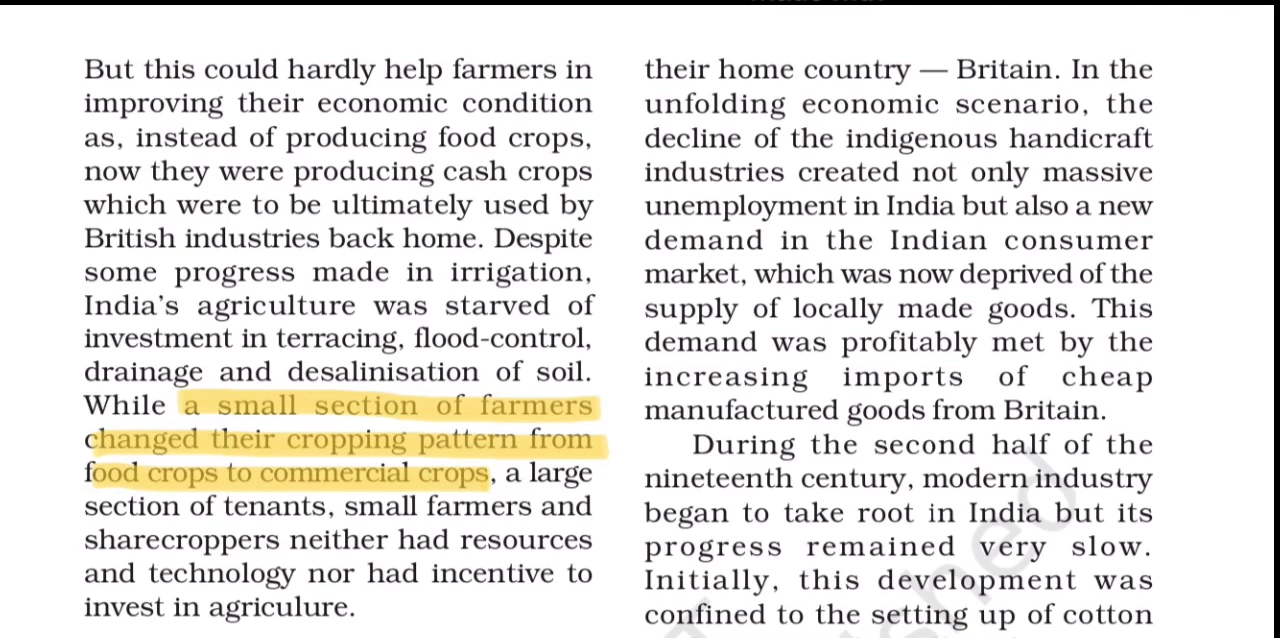 But this could hardly help farmers in
improving their economic condition
as, instead of producing food crops,
now they were producing cash crops
which were to be ultimately used by
British industries back home. Despite
some progress made in irrigation,
India's agriculture was starved of
investment in terracing, flood-control,
drainage and desalinisation of soil.
While a small section of farmers
changed their cropping pattern from
food crops to commercial crops, a large
section of tenants, small farmers and
sharecroppers neither had resources
and technology nor had incentive to
invest in agriculure.
their home country — Britain. In the
unfolding economic scenario, the
decline of the indigenous handicraft
industries created not only massive
unemployment in India but also a new
demand in the Indian consumer
market, which was now deprived of the
supply of locally made goods. This
demand was profitably met by the
increasing imports of cheap
manufactured goods from Britain.
During the second half of the
nineteenth century, modern industry
began to take root in India but its
progress remained very slow.
Initially, this development was
confined to the setting up of cotton